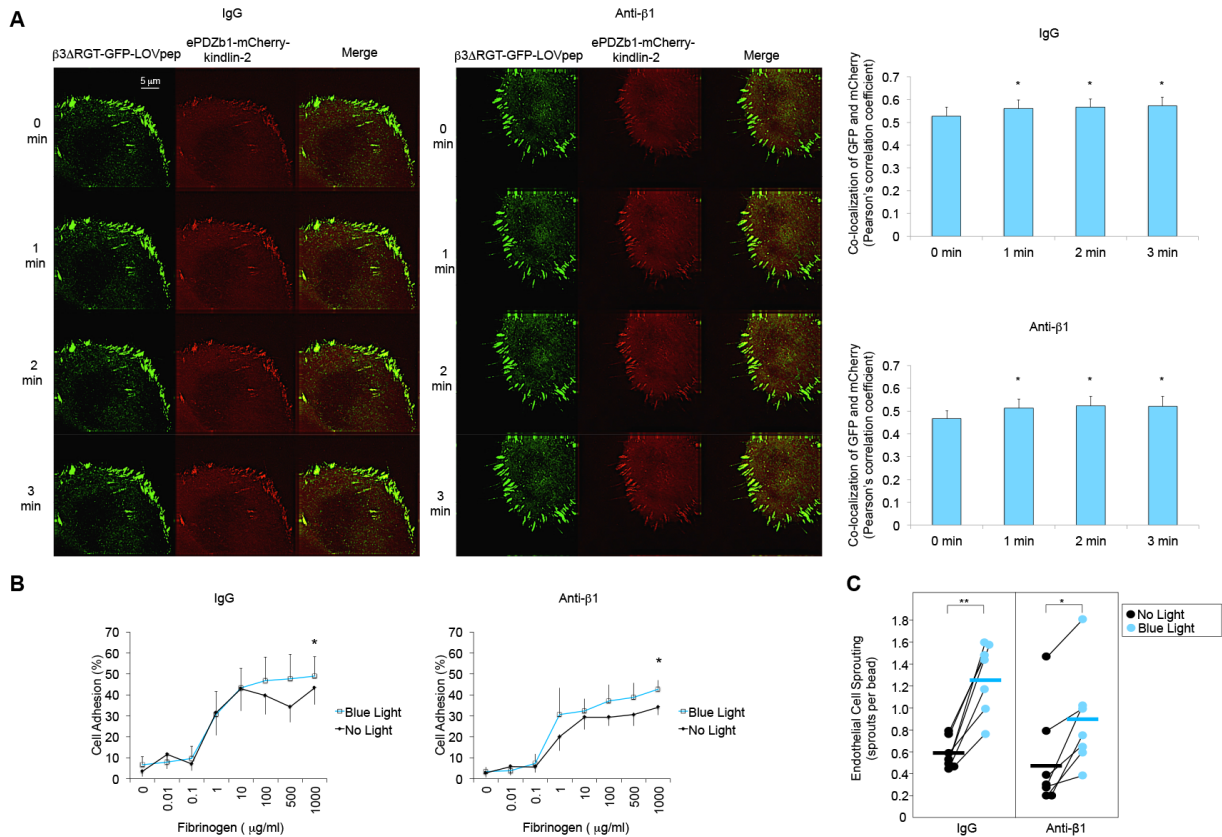 A
IgG
β3ΔRGT-GFP-LOVpep
ePDZb1-mCherry-
kindlin-2
Merge
5 µm
0
min
1
min
2
min
3
min
Anti-β1
β3ΔRGT-GFP-LOVpep
ePDZb1-mCherry-
kindlin-2
Merge
0
min
1
min
2
min
3
min
IgG
Co-localization of GFP and mCherry
(Pearson's correlation coefficient)
0.7
0.6
0.5
0.4
0.3
0.2
0.1
0
* * *
0 min 1 min 2 min 3 min
Anti-β1
Co-localization of GFP and mCherry
(Pearson's correlation coefficient)
0.7
0.6
0.5
0.4
0.3
0.2
0.1
0
* * *
0 min 1 min 2 min 3 min
B
IgG
Cell Adhesion (%)
70
60
50
40
30
20
10
0
*
Blue Light
No Light
0 0.01 0.1 1 10 100 500 1000
Fibrinogen ( µg/ml)
Anti-β1
Cell Adhesion (%)
70
60
50
40
30
20
10
0
*
Blue Light
No Light
0 0.01 0.1 1 10 100 500 1000
Fibrinogen ( µg/ml)
C
Endothelial Cell Sprouting
(sprouts per bead)
1.8
1.6
1.4
1.2
1.0
0.8
0.6
0.4
0.2
0
** *
No Light
Blue Light
IgG Anti-β1